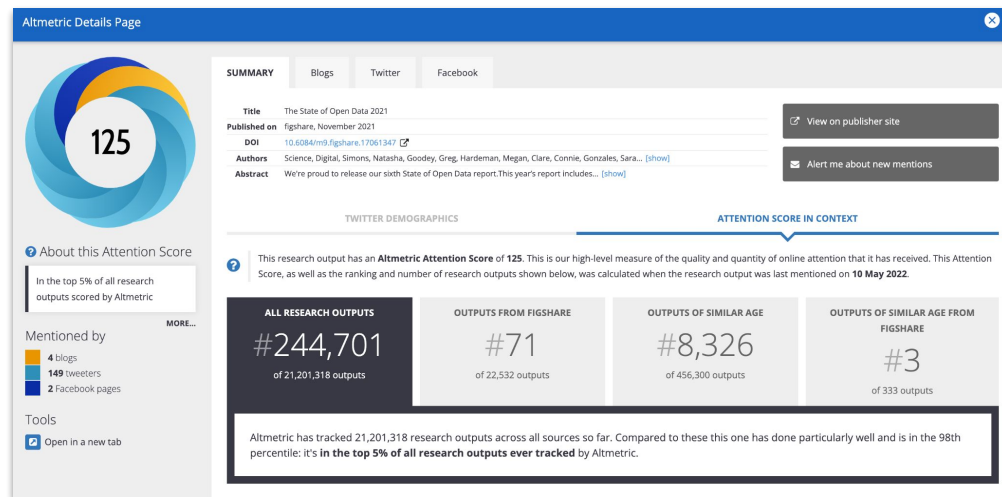 Altmetric Details Page
125
About this Attention Score
In the top 5% of all research
outputs scored by Altmetric
MORE...
Mentioned by
4 blogs
149 tweeters
2 Facebook pages
Tools
Open in a new tab
SUMMARY Blogs Twitter Facebook
Title The State of Open Data 2021
Published on figshare, November 2021
DOI 10.6084/m9.figshare.17061347
Authors Science, Digital, Simons, Natasha, Goodey, Greg, Hardeman, Megan, Clare, Connie, Gonzales, Sara... [show]
Abstract We're proud to release our sixth State of Open Data report.This year's report includes... [show]
View on publisher site
Alert me about new mentions
TWITTER DEMOGRAPHICS ATTENTION SCORE IN CONTEXT
This research output has an Altmetric Attention Score of 125. This is our high-level measure of the quality and quantity of online attention that it has received. This Attention
Score, as well as the ranking and number of research outputs shown below, was calculated when the research output was last mentioned on 10 May 2022.
ALL RESEARCH OUTPUTS
#244,701
of 21,201,318 outputs
OUTPUTS FROM FIGSHARE
#71
of 22,532 outputs
OUTPUTS OF SIMILAR AGE
#8,326
of 456,300 outputs
OUTPUTS OF SIMILAR AGE FROM
FIGSHARE
#3
of 333 outputs
Altmetric has tracked 21,201,318 research outputs across all sources so far. Compared to these this one has done particularly well and is in the 98th
percentile: it's in the top 5% of all research outputs ever tracked by Altmetric.